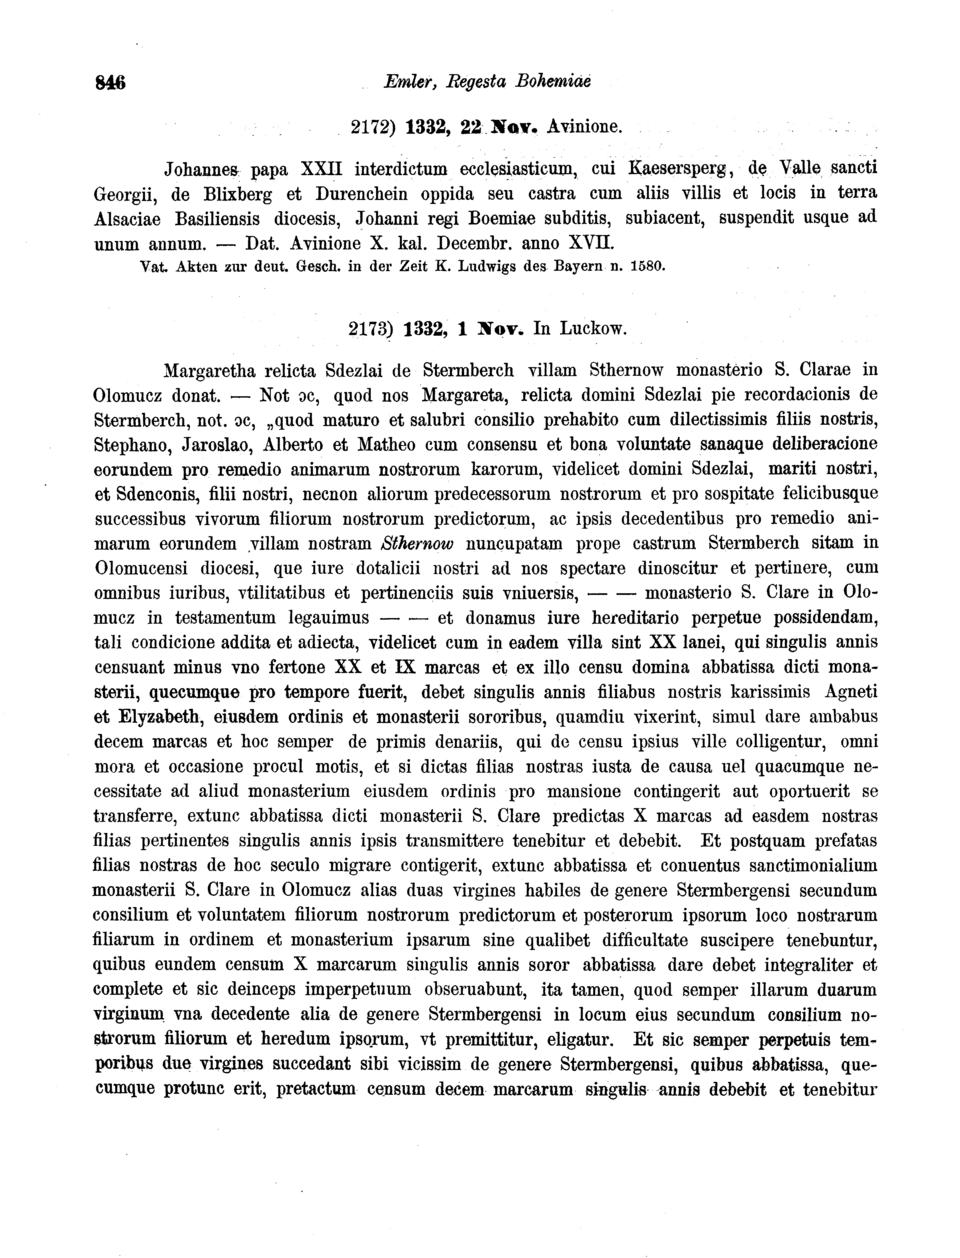 846 Emler, Regesta Bohemiae
2172) 1332, 22 Nov. Avinione.
Johannes papa XXII interdictum ecclesiasticum, cui Kaesersperg, de Valle sancti
Georgii, de Blixberg et Durenchein oppida seu castra cum aliis villis et locis in terra
Alsaciae Basiliensis diocesis, Johanni regi Boemiae subditis, subiacent, suspendit usque ad
unum annum. — Dat. Avinione X. kal. Decembr. anno XVII.
Vat. Akten zur deut. Gesch. in der Zeit K. Ludwigs des Bayern n. 1580.
2173) 1332, 1 Nov. In Luckow.
Margaretha relicta Sdezlai de Stermberch villam Sthernow monasterio S. Clarae in
Olomucz donat. — Not ɔc, quod nos Margareta, relicta domini Sdezlai pie recordacionis de
Stermberch, not. ɔc, „quod maturo et salubri consilio prehabito cum dilectissimis filiis nostris,
Stephano, Jaroslao, Alberto et Matheo cum consensu et bona voluntate sanaque deliberacione
eorundem pro remedio animarum nostrorum karorum, videlicet domini Sdezlai, mariti nostri,
et Sdenconis, filii nostri, necnon aliorum predecessorum nostrorum et pro sospitate felicibusque
successibus vivorum filiorum nostrorum predictorum, ac ipsis decedentibus pro remedio ani-
marum eorundem villam nostram Sthernow nuncupatam prope castrum Stermberch sitam in
Olomucensi diocesi, que iure dotalicii nostri ad nos spectare dinoscitur et pertinere, cum
omnibus iuribus, vtilitatibus et pertinenciis suis vniuersis, — — monasterio S. Clare in Olo-
mucz in testamentum legauimus — — et donamus iure hereditario perpetue possidendam,
tali condicione addita et adiecta, videlicet cum in eadem villa sint XX lanei, qui singulis annis
censuant minus vno fertone XX et IX marcas et ex illo censu domina abbatissa dicti mona-
sterii, quecumque pro tempore fuerit, debet singulis annis filiabus nostris karissimis Agneti
et Elyzabeth, eiusdem ordinis et monasterii sororibus, quamdiu vixerint, simul dare ambabus
decem marcas et hoc semper de primis denariis, qui de censu ipsius ville colligentur, omni
mora et occasione procul motis, et si dictas filias nostras iusta de causa uel quacumque ne-
cessitate ad aliud monasterium eiusdem ordinis pro mansione contingerit aut oportuerit se
transferre, extunc abbatissa dicti monasterii S. Clare predictas X marcas ad easdem nostras
filias pertinentes singulis annis ipsis transmittere tenebitur et debebit. Et postquam prefatas
filias nostras de hoc seculo migrare contigerit, extunc abbatissa et conuentus sanctimonialium
monasterii S. Clare in Olomucz alias duas virgines habiles de genere Stermbergensi secundum
consilium et voluntatem filiorum nostrorum predictorum et posterorum ipsorum loco nostrarum
filiarum in ordinem et monasterium ipsarum sine qualibet difficultate suscipere tenebuntur,
quibus eundem censum X marcarum singulis annis soror abbatissa dare debet integraliter et
complete et sic deinceps imperpetuum obseruabunt, ita tamen, quod semper illarum duarum
virginum vna decedente alia de genere Stermbergensi in locum eius secundum consilium no-
strorum filiorum et heredum ipsorum, vt premittitur, eligatur. Et sic semper perpetuis tem-
poribus due virgines succedant sibi vicissim de genere Stermbergensi, quibus abbatissa, que-
cumque protunc erit, pretactum censum decem marcarum singulis annis debebit et tenebitur